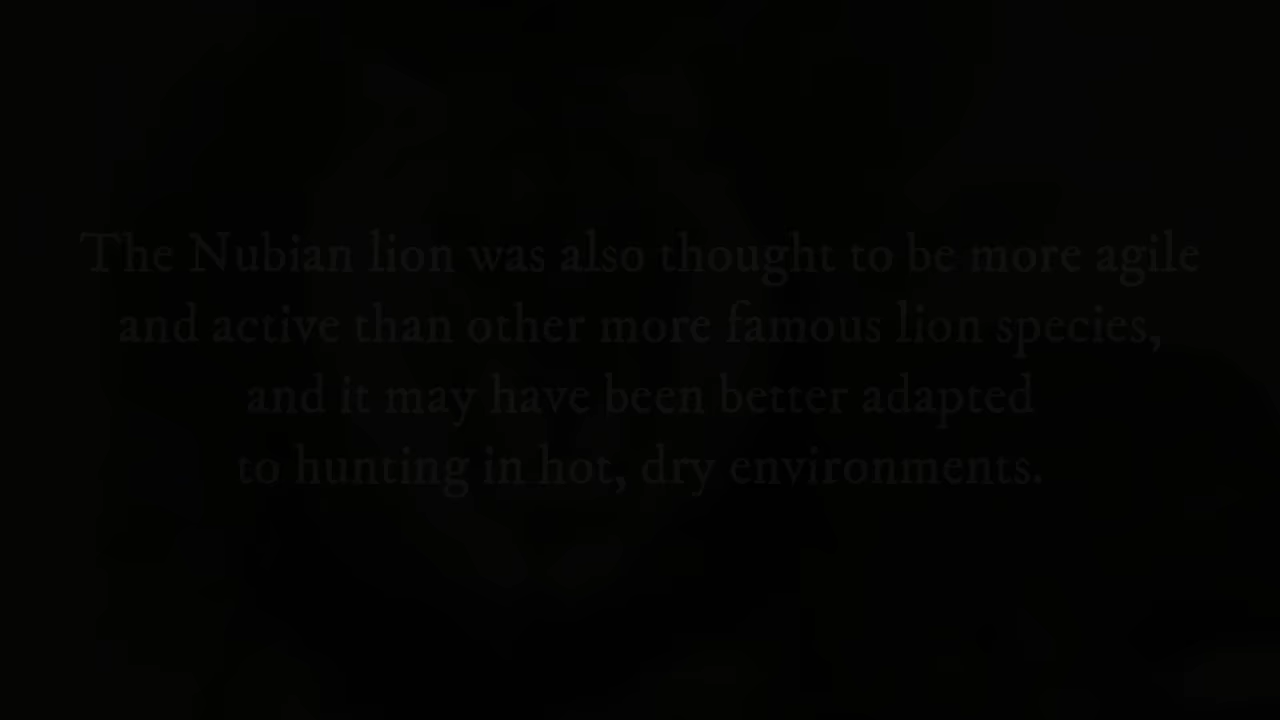 The Nubian lion was also thought to be more agile
and active than other more famous lion species,
and it may have been better adapted
to hunting in hot, dry environments.